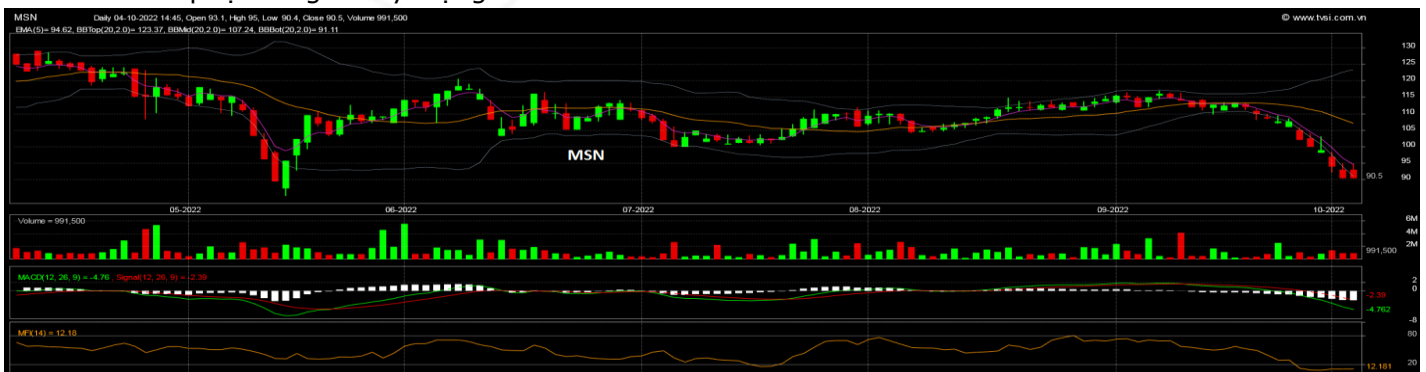 MSN Daily 04-10-2022 14:45, Open 93.1, High 95, Low 90.4, Close 90.5, Volume 991,500
© www.tvsi.com.vn
EMA(5)= 94.62, BBTop(20,2.0)= 123.37, BBMid(20,2.0)= 107.24, BBBot(20,2.0)= 91.11
130
125
120
115
110
105
100
95
90.5
90
MSN
05-2022 06-2022 07-2022 08-2022 09-2022 10-2022
Volume = 991,500
6M
4M
2M
991,500
MACD(12, 26, 9) = -4.76, Signal(12, 26, 9) = -2.39
2
0
-2.39
-4.762
-8
MFI(14) = 12.18
80
20
12.181